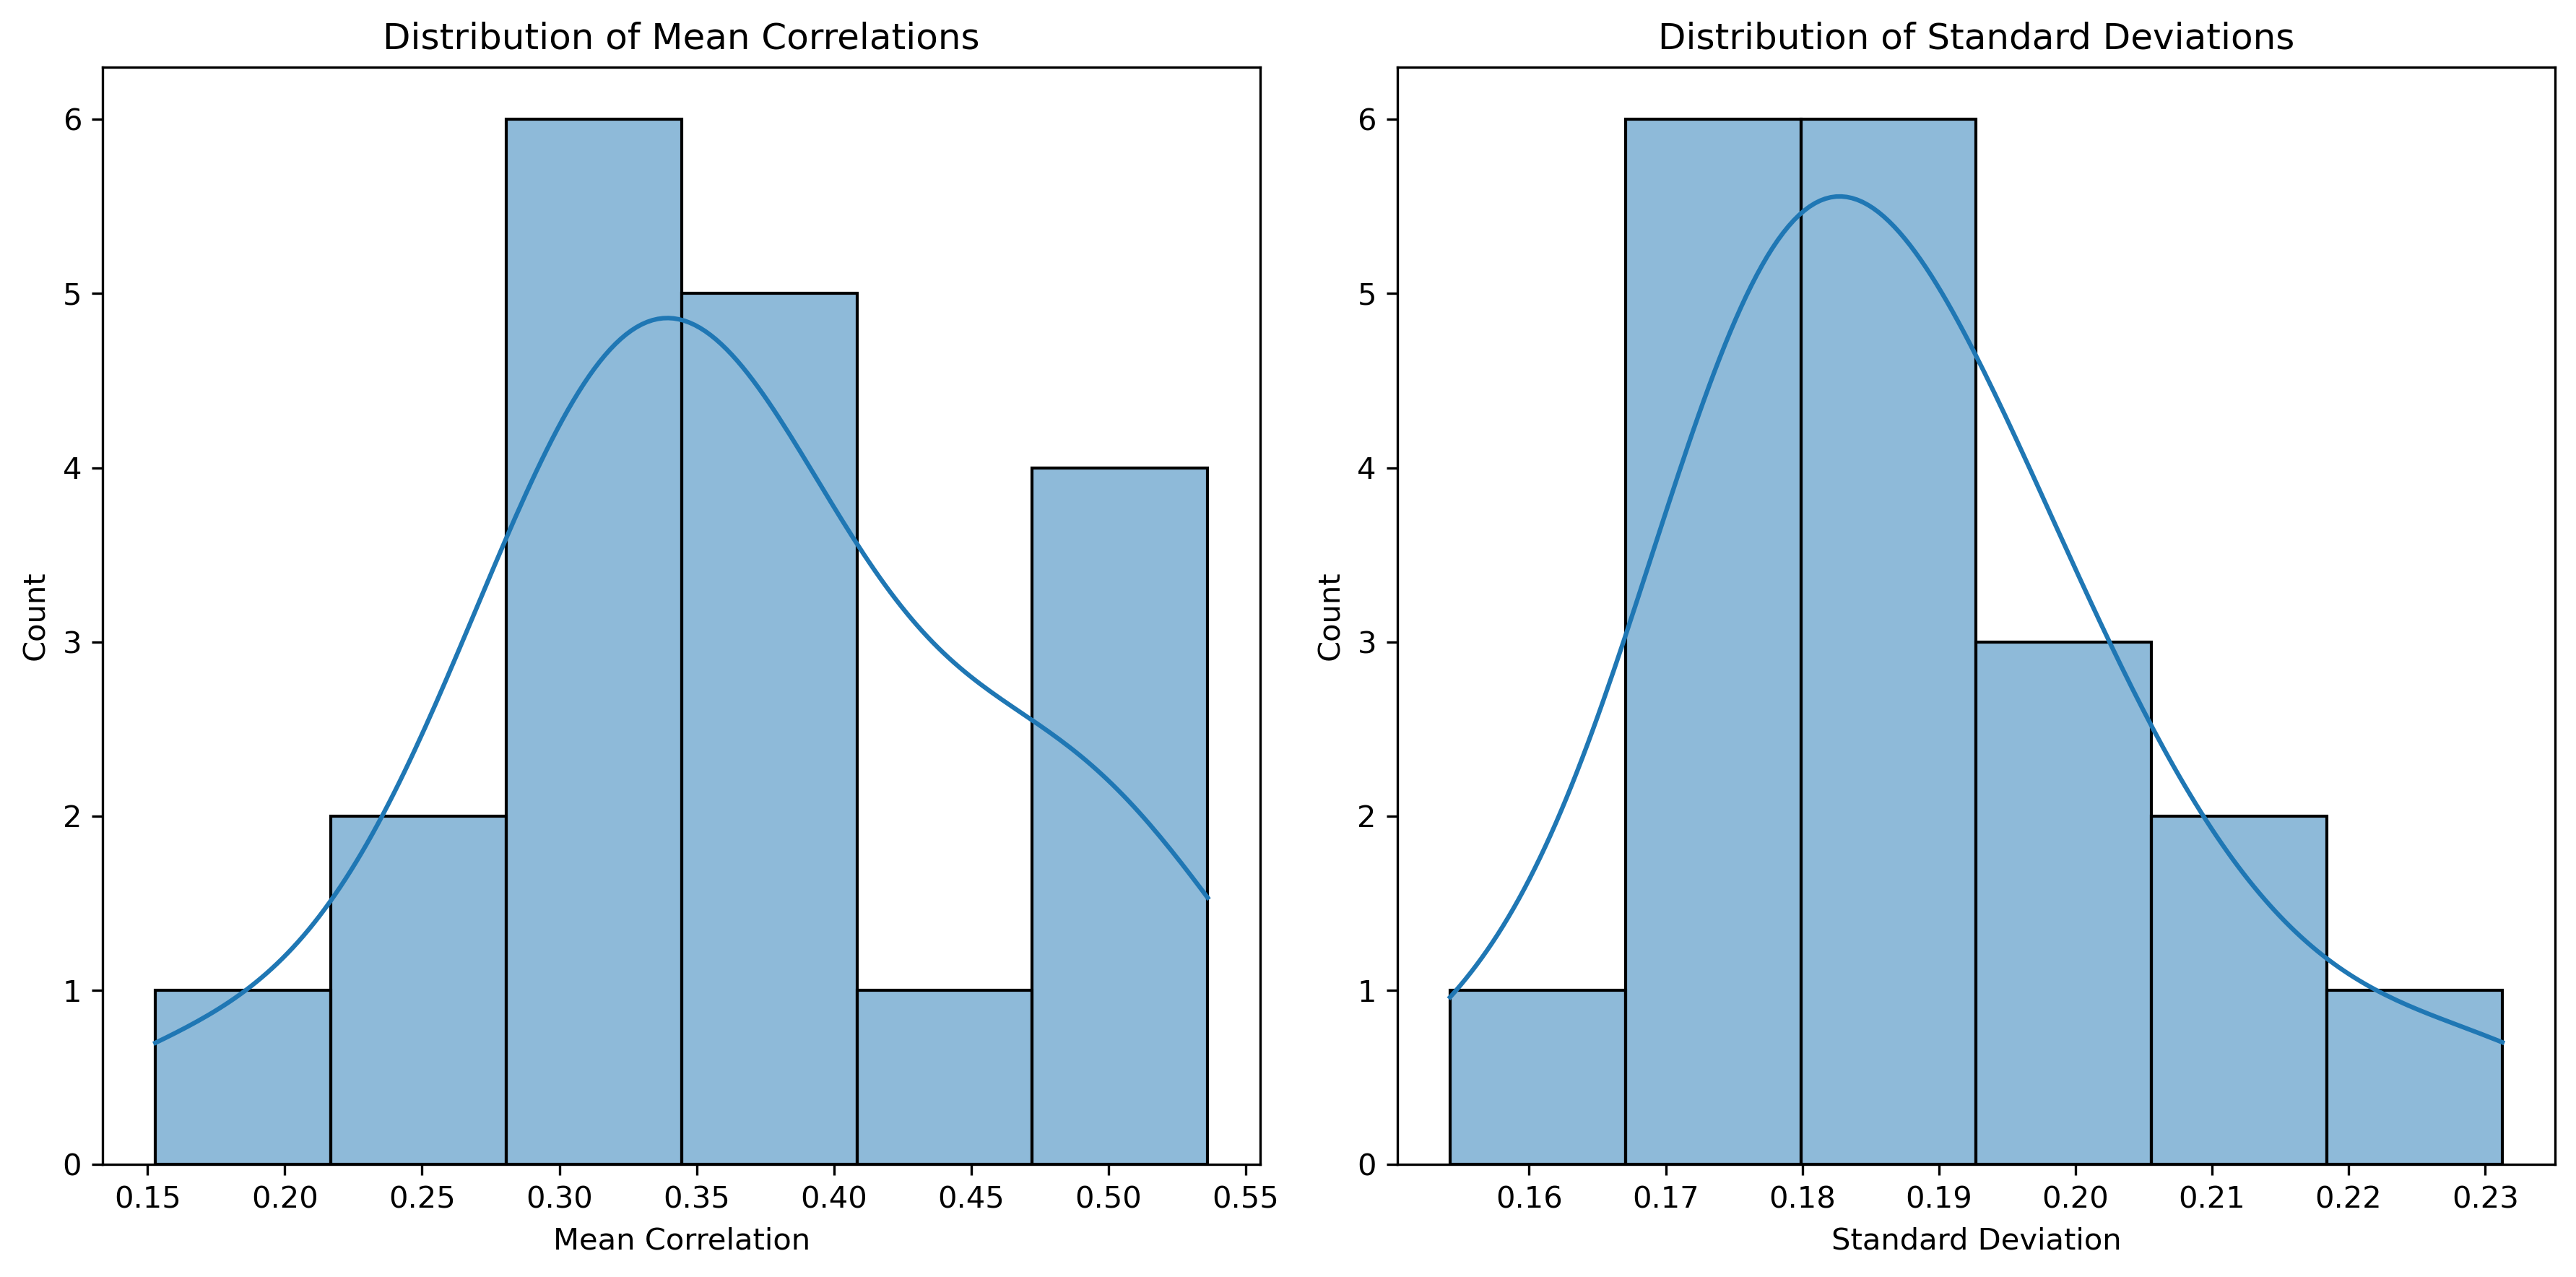 Distribution of Mean Correlations
Count
6
5
4
3
2
1
0
0.15 0.20 0.25 0.30 0.35 0.40 0.45 0.50 0.55
Mean Correlation
Distribution of Standard Deviations
Count
6
5
4
3
2
1
0
0.16 0.17 0.18 0.19 0.20 0.21 0.22 0.23
Standard Deviation